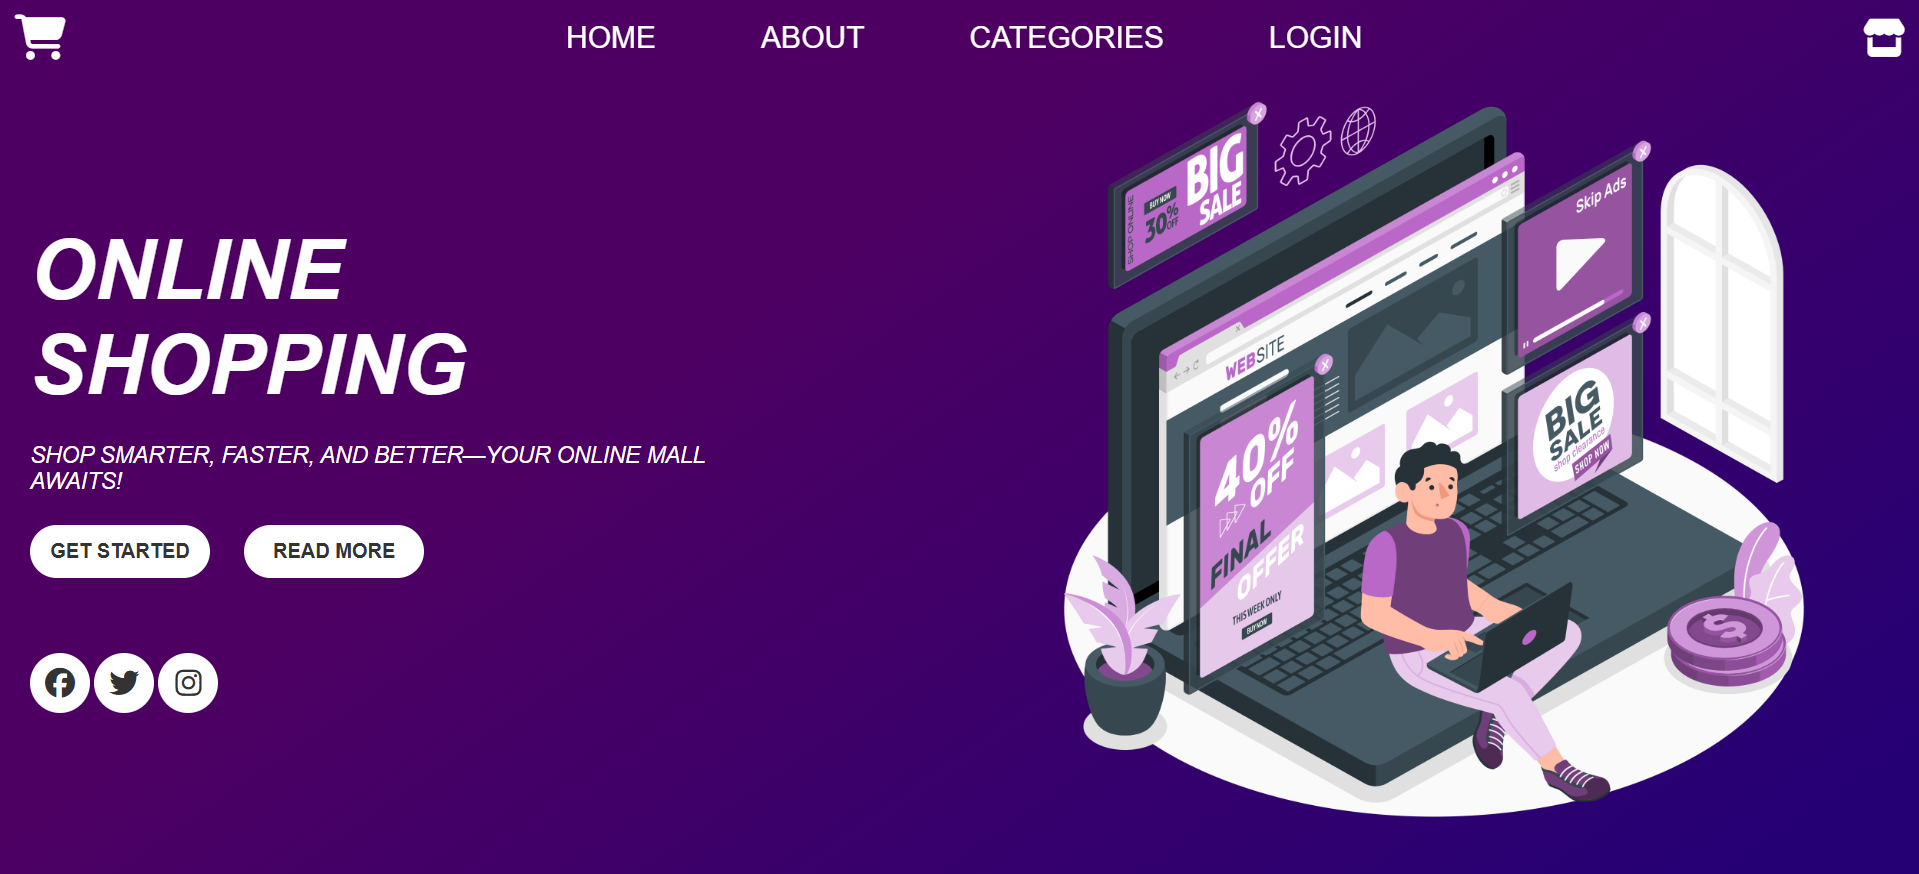 HOME ABOUT CATEGORIES LOGIN
ONLINE
SHOPPING
SHOP SMARTER, FASTER, AND BETTER—YOUR ONLINE MALL
AWAITS!
GET STARTED READ MORE
SHOP ONLINE
BUY NOW
30%
OFF
BIG
SALE
Skip Ads
WEBSITE
40%
OFF
FINAL
OFFER
THIS WEEK ONLY
BUY NOW
BIG
SALE
shop clearance
SHOP NOW